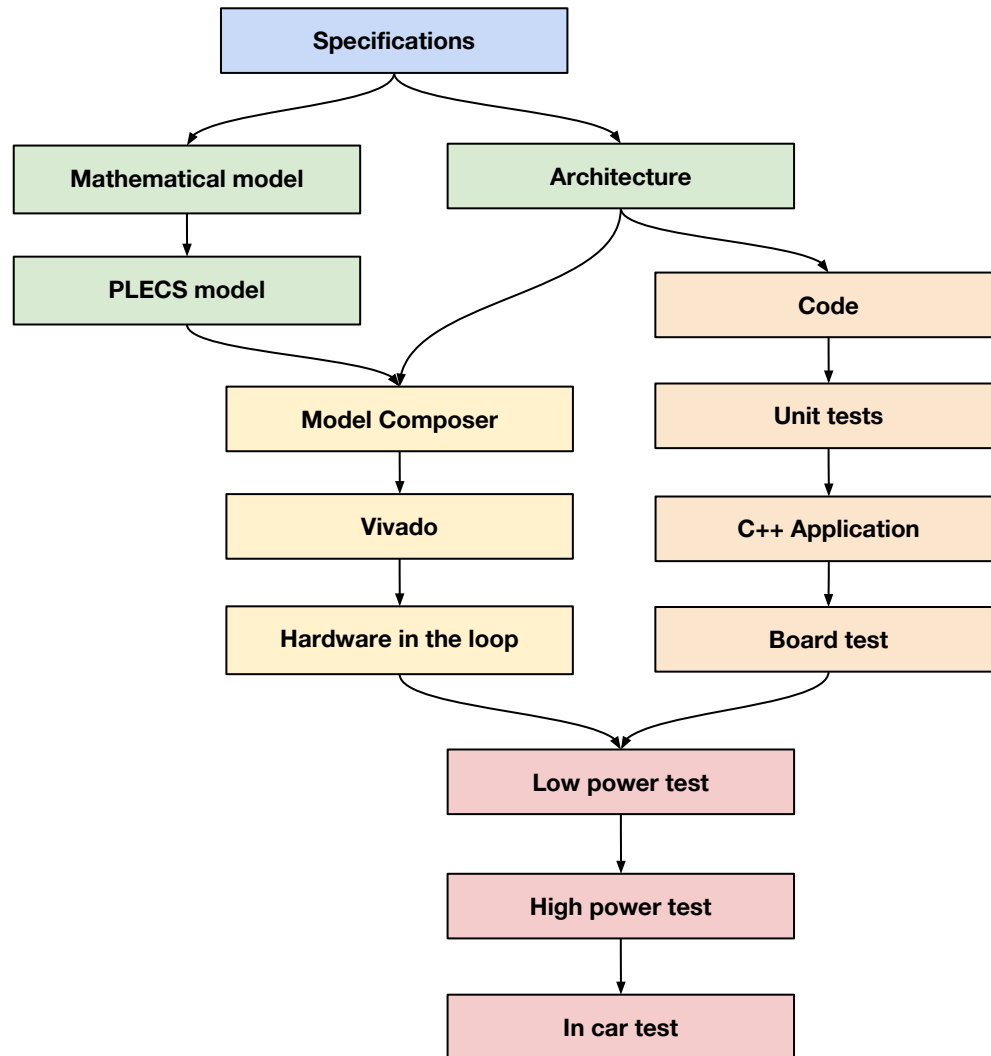 Specifications
Mathematical model
Architecture
PLECS model
Code
Model Composer
Unit tests
Vivado
C++ Application
Hardware in the loop
Board test
Low power test
High power test
In car test